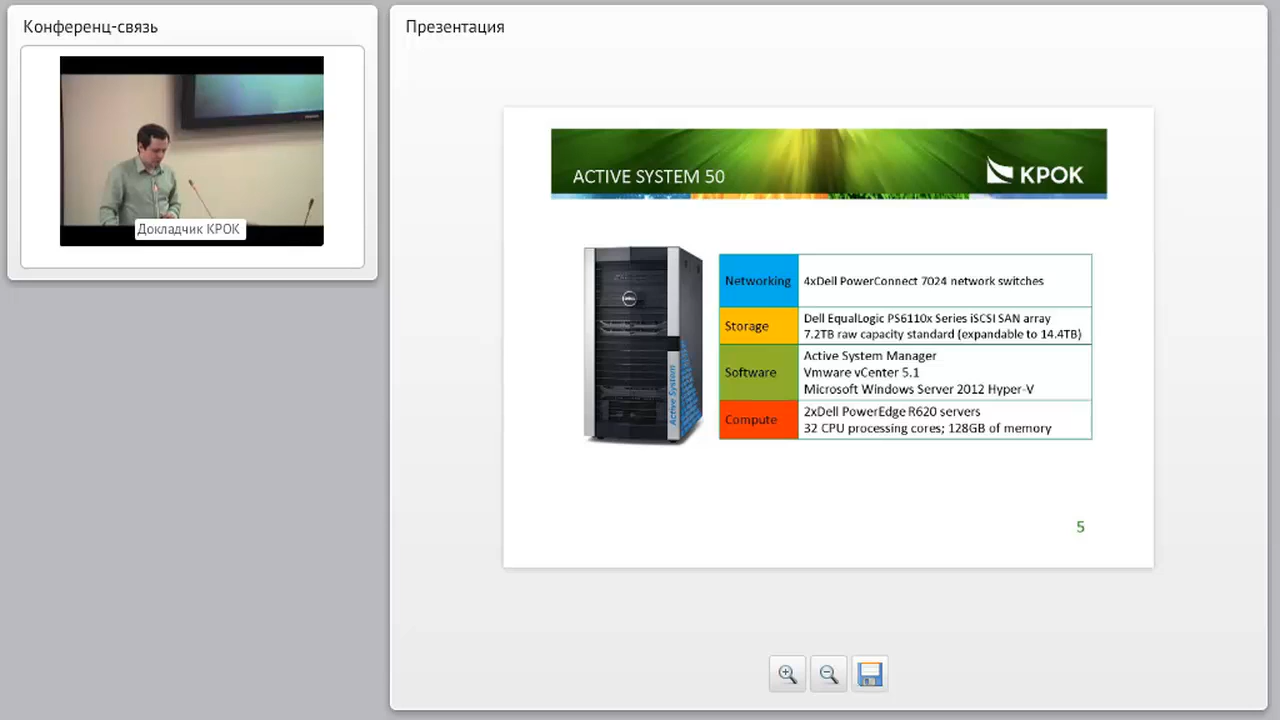 Конференц-связь
Докладчик КРОК
Презентация
ACTIVE SYSTEM 50
КРОК
DELL
Active System
Networking
4xDell PowerConnect 7024 network switches
Storage
Dell EqualLogic PS6110x Series iSCSI SAN array
7.2TB raw capacity standard (expandable to 14.4TB)
Software
Active System Manager
Vmware vCenter 5.1
Microsoft Windows Server 2012 Hyper-V
Compute
2xDell PowerEdge R620 servers
32 CPU processing cores; 128GB of memory
5